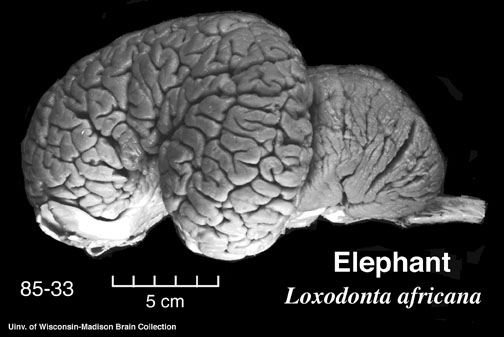 Elephant
Loxodonta africana
85-33
5 cm
Uinv. of Wisconsin-Madison Brain Collection